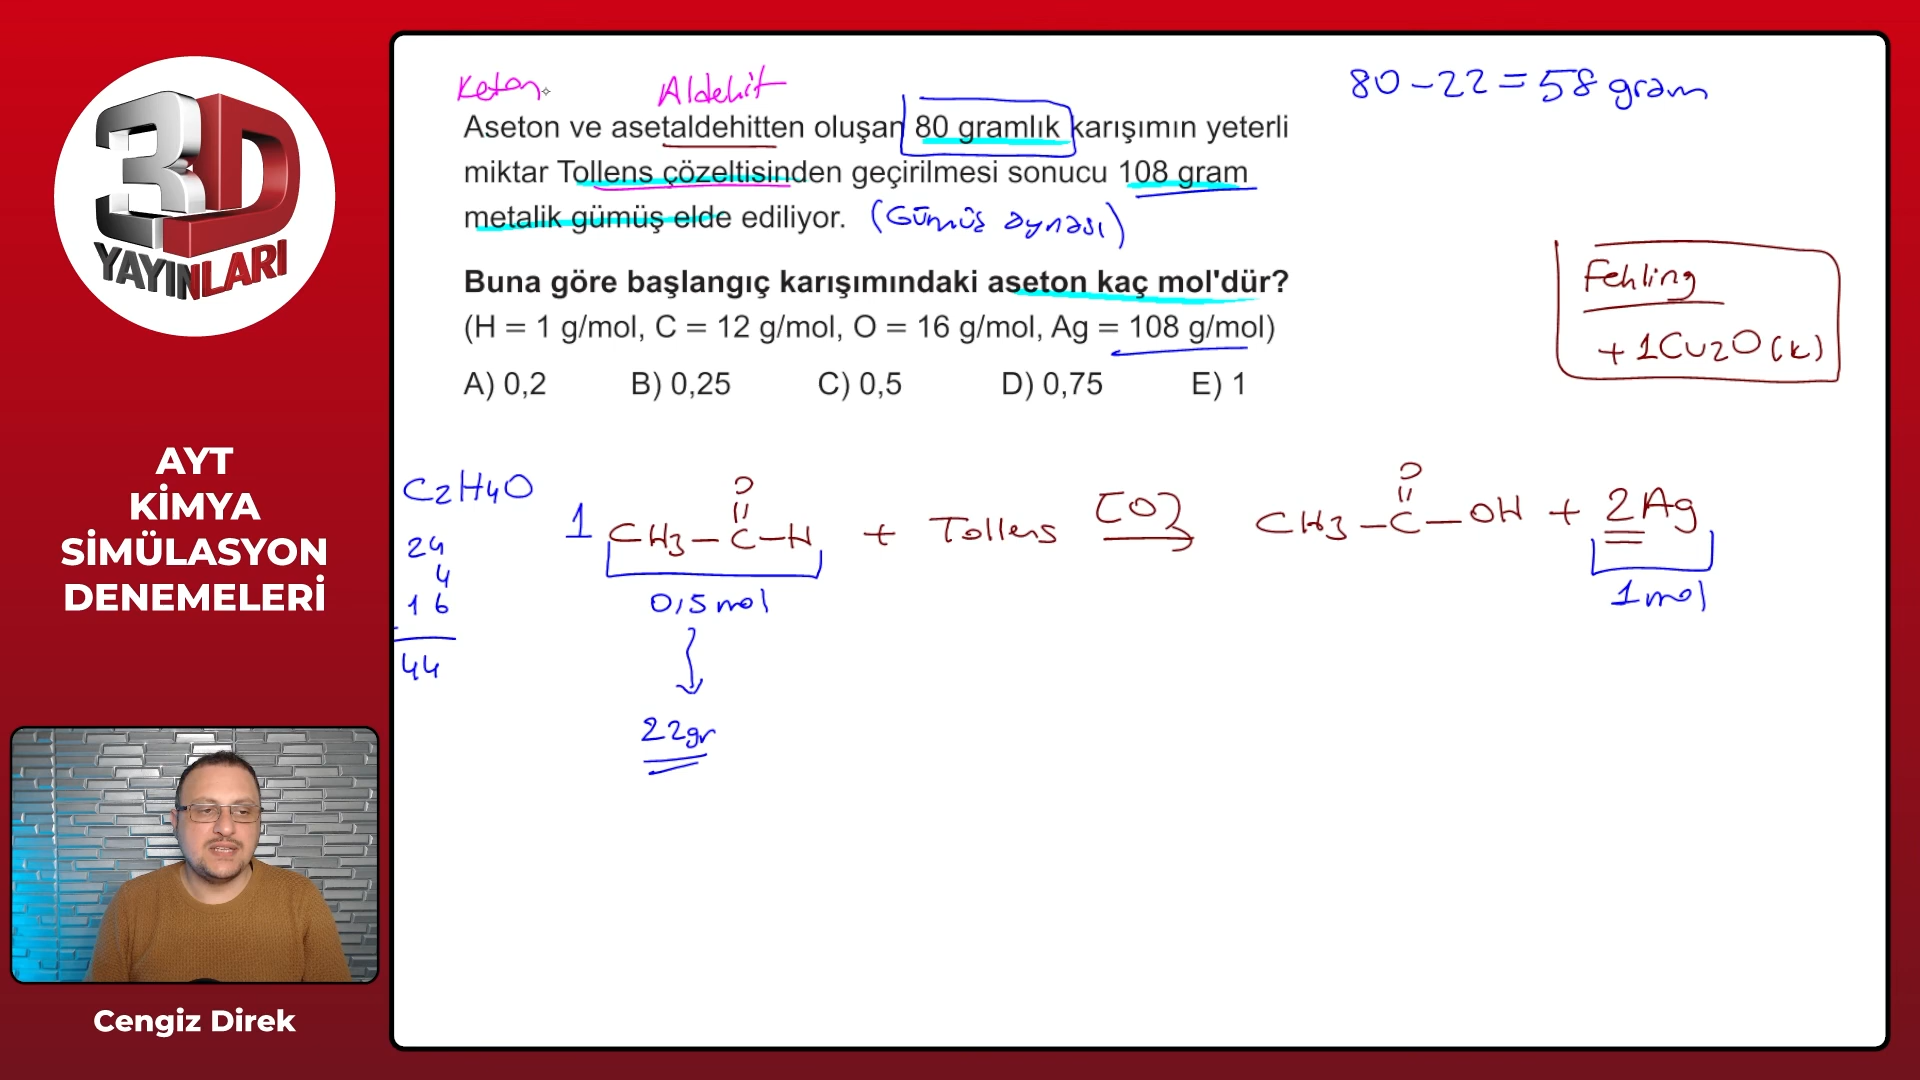 3D
YAYINLARI
AYT
KİMYA
SİMÜLASYON
DENEMELERİ
Cengiz Direk
Keton
Aldehit
80-22=58 gram
Aseton ve asetaldehitten oluşan 80 gramlık karışımın yeterli
miktar Tollens çözeltisinden geçirilmesi sonucu 108 gram
metalik gümüş elde ediliyor. (Gümüş aynası)
Buna göre başlangıç karışımındaki aseton kaç mol'dür?
(H = 1 g/mol, C = 12 g/mol, O = 16 g/mol, Ag = 108 g/mol)
A) 0,2 B) 0,25 C) 0,5 D) 0,75 E) 1
Fehling
+ 1Cu2O(k)
C2H4O
24
4
16
44
O
1 CH3-C-H + Tollens [O]
O
CH3-C-OH + 2Ag
0,5 mol
1 mol
22gr